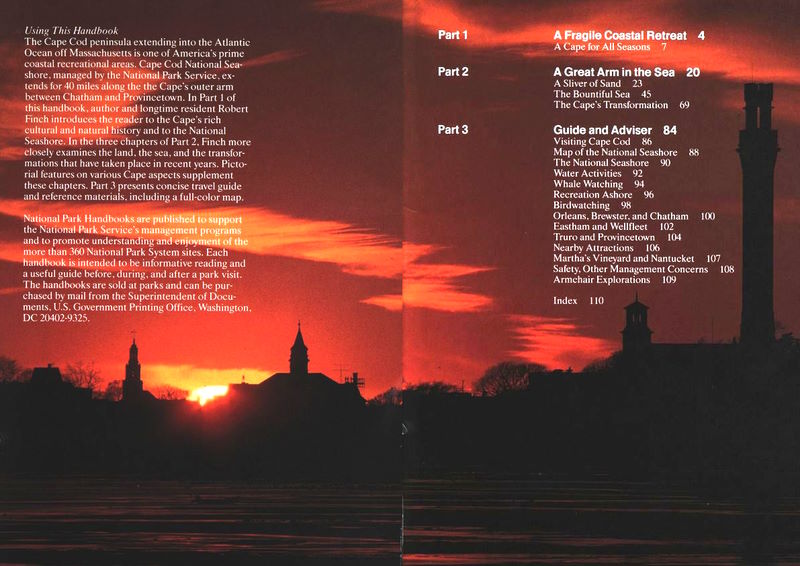 Using This Handbook
The Cape Cod peninsula extending into the Atlantic
Ocean off Massachusetts is one of America's prime
coastal recreational areas. Cape Cod National Sea-
shore, managed by the National Park Service, ex-
tends for 40 miles along the the Cape's outer arm
between Chatham and Provincetown. In Part 1 of
this handbook, author and longtime resident Robert
Finch introduces the reader to the Cape's rich
cultural and natural history and to the National
Seashore. In the three chapters of Part 2, Finch more
closely examines the land, the sea, and the transfor-
mations that have taken place in recent years. Picto-
rial features on various Cape aspects supplement
these chapters. Part 3 presents concise travel guide
and reference materials, including a full-color map.
National Park Handbooks are published to support
the National Park Service's management programs
and to promote understanding and enjoyment of the
more than 360 National Park System sites. Each
handbook is intended to be informative reading and
a useful guide before, during, and after a park visit.
The handbooks are sold at parks and can be pur-
chased by mail from the Superintendent of Docu-
ments, U.S. Government Printing Office, Washington,
DC 20402-9325.
Part 1 A Fragile Coastal Retreat 4
A Cape for All Seasons 7
Part 2 A Great Arm in the Sea 20
A Sliver of Sand 23
The Bountiful Sea 45
The Cape's Transformation 69
Part 3 Guide and Adviser 84
Visiting Cape Cod 86
Map of the National Seashore 88
The National Seashore 90
Water Activities 92
Whale Watching 94
Recreation Ashore 96
Birdwatching 98
Orleans, Brewster, and Chatham 100
Eastham and Wellfleet 102
Truro and Provincetown 104
Nearby Attractions 106
Martha's Vineyard and Nantucket 107
Safety, Other Management Concerns 108
Armchair Explorations 109
Index 110